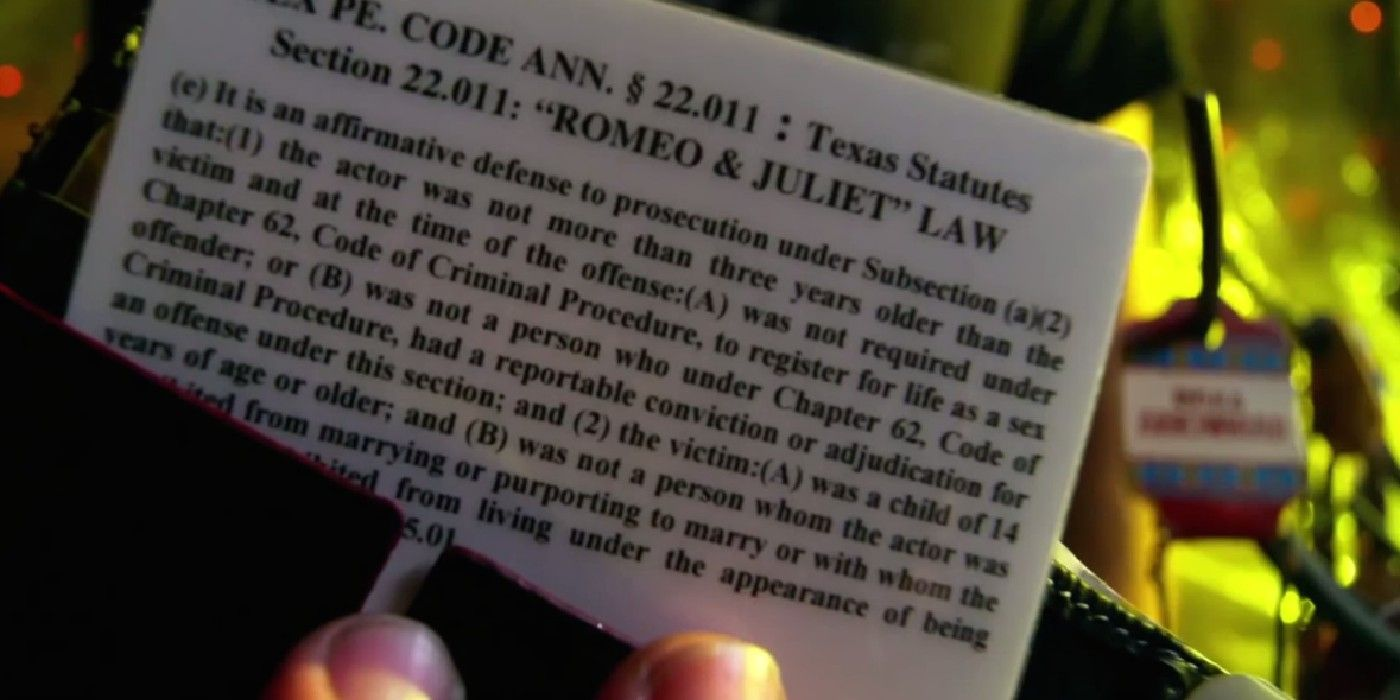 PE. CODE ANN. § 22.011 : Texas Statutes
Section 22.011: “ROMEO & JULIET” LAW
(e) It is an affirmative defense to prosecution under Subsection (a)(2)
that:(1) the actor was not more than three years older than the
victim and at the time of the offense:(A) was not required under
Chapter 62, Code of Criminal Procedure, to register for life as a sex
offender; or (B) was not a person who under Chapter 62, Code of
Criminal Procedure, had a reportable conviction or adjudication for
an offense under this section; and (2) the victim:(A) was a child of 14
years of age or older; and (B) was not a person whom the actor was
from marrying or purporting to marry or with whom the
from living under the appearance of being
5.01